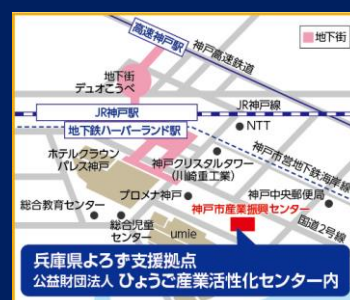 地下街
高速神戸駅
神戸高速鉄道
地下街
デュオこうべ
JR神戸駅
JR神戸線
地下鉄ハーバーランド駅
NTT
神戸市営地下鉄海岸線
ホテルクラウン
パレス神戸
神戸クリスタルタワー
(川崎重工業)
プロメナ神戸
神戸中央郵便局
神戸市産業振興センター
総合教育センター
総合児童
センター
umie
国道2号線
兵庫県よろず支援拠点
公益財団法人 ひょうご産業活性化センター内